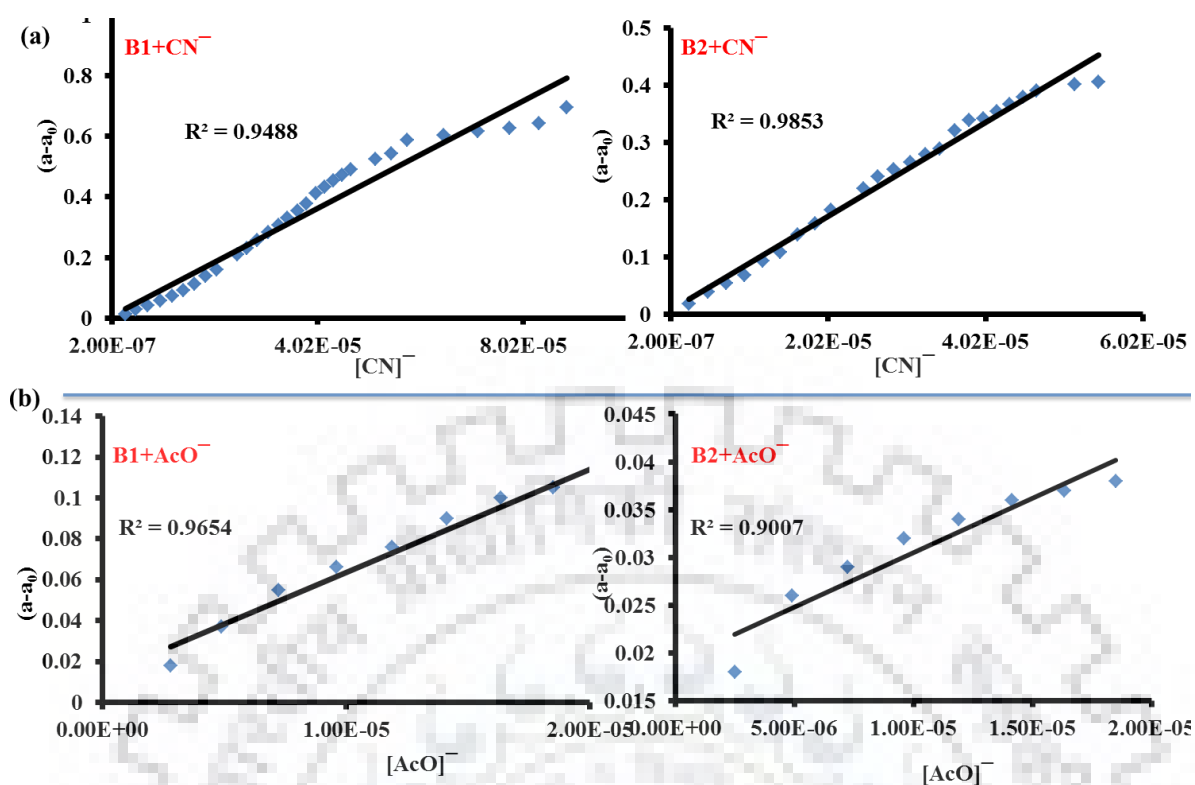 (a)
1
B1+CN⁻
R² = 0.9488
(a-a₀)
0.8
0.6
0.4
0.2
0
2.00E-07 4.02E-05 8.02E-05
[CN]⁻
0.5
B2+CN⁻
R² = 0.9853
(a-a₀)
0.4
0.3
0.2
0.1
0
2.00E-07 2.02E-05 4.02E-05 6.02E-05
[CN]⁻
(b)
0.14
B1+AcO⁻
0.12
R² = 0.9654
(a-a₀)
0.1
0.08
0.06
0.04
0.02
0
0.00E+00 1.00E-05
[AcO]⁻
0.045
B2+AcO⁻
0.04
R² = 0.9007
(a-a₀)
0.035
0.03
0.025
0.02
0.015
5.00E-06 1.00E-05 1.50E-05 2.00E-05
[AcO]⁻